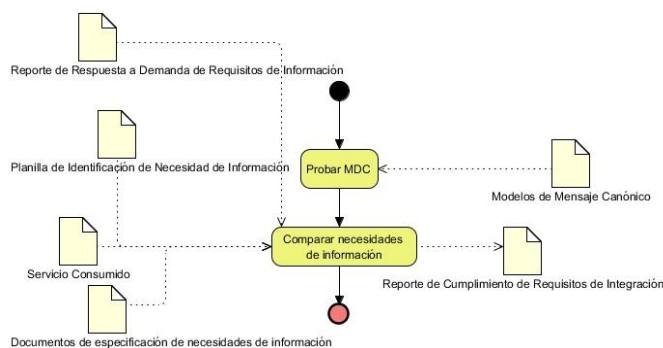 Reporte de Respuesta a Demanda de Requisitos de Información
Planilla de Identificación de Necesidad de Información
Probar MDC
Modelos de Mensaje Canónico
Comparar necesidades
de información
Servicio Consumido
Reporte de Cumplimiento de Requisitos de Integración
Documentos de especificación de necesidades de información